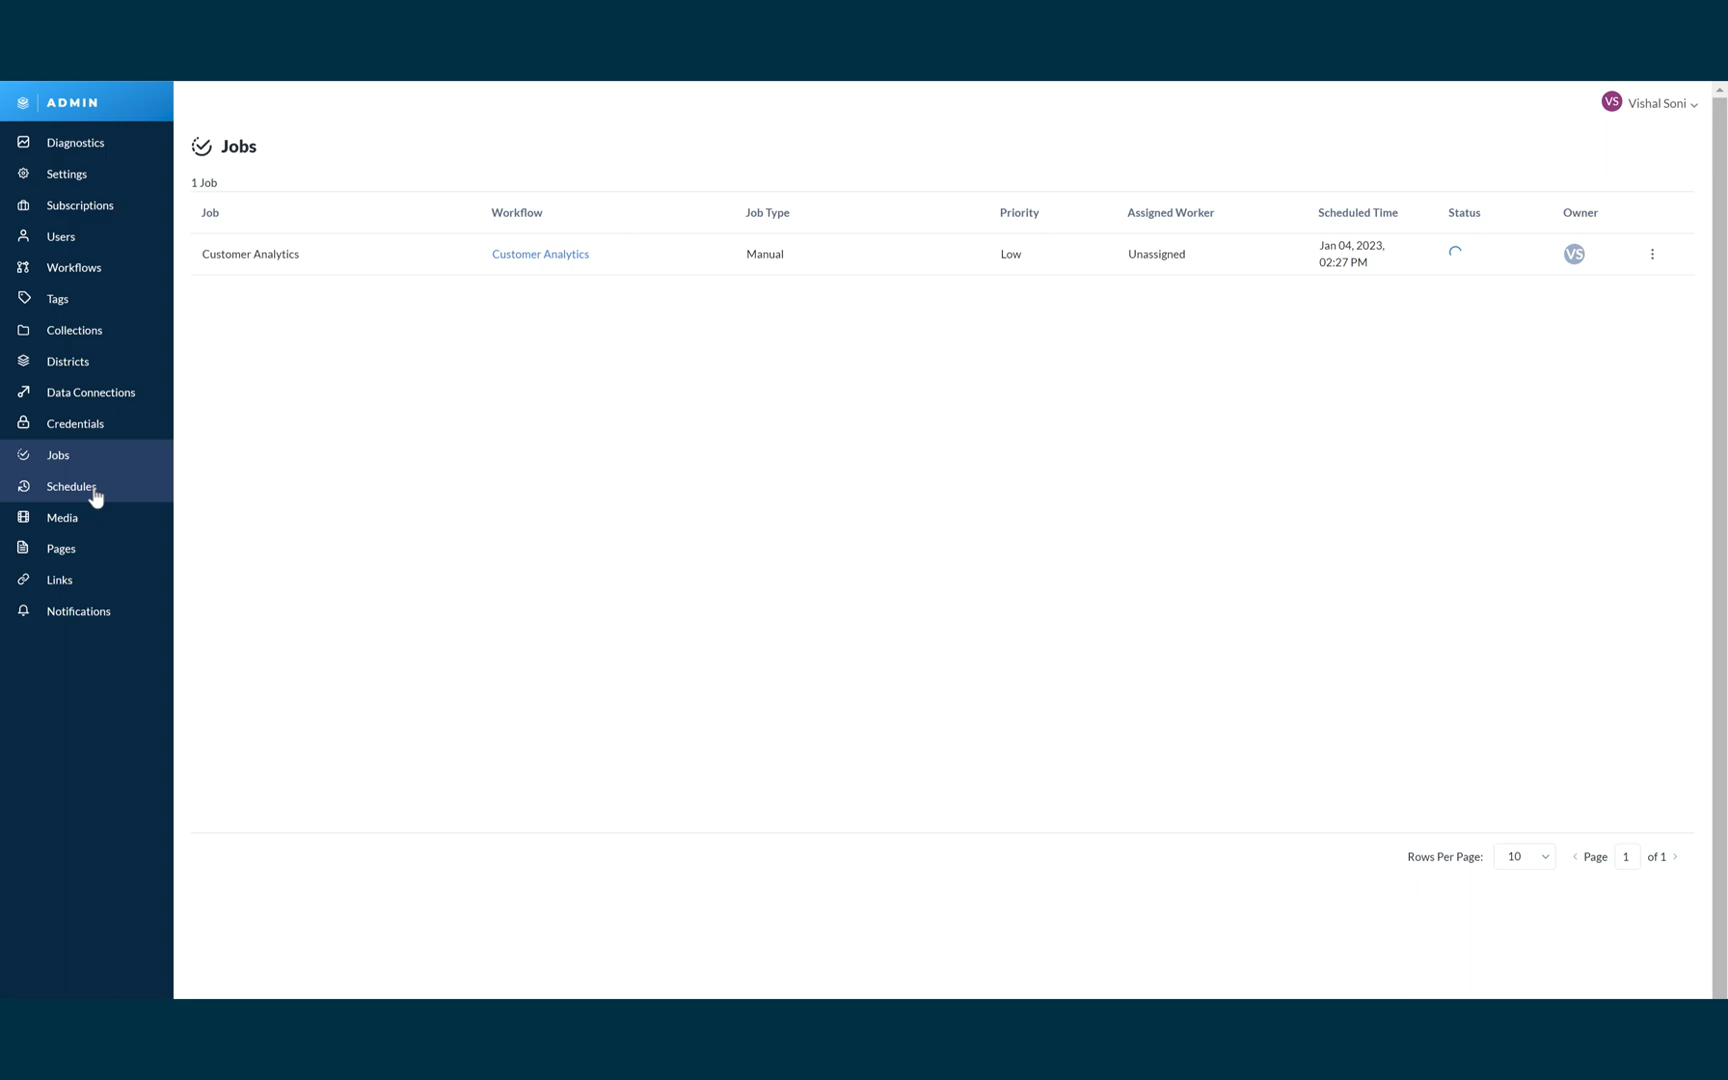 ADMIN
VS Vishal Soni
Diagnostics
Settings
Subscriptions
Users
Workflows
Tags
Collections
Districts
Data Connections
Credentials
Jobs
Schedules
Media
Pages
Links
Notifications
Jobs
1 Job
Job Workflow Job Type Priority Assigned Worker Scheduled Time Status Owner
Customer Analytics Customer Analytics Manual Low Unassigned Jan 04, 2023, VS
02:27 PM
Rows Per Page: 10 Page 1 of 1